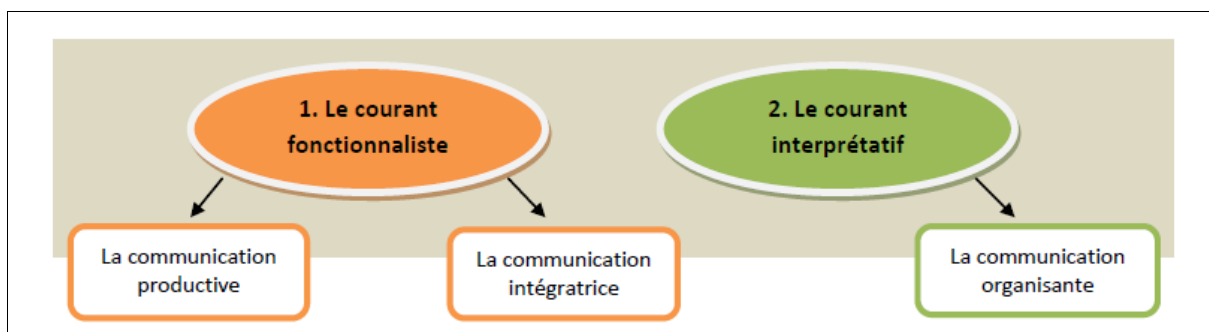 1. Le courant
fonctionnaliste
2. Le courant
interprétatif
La communication
productive
La communication
intégratrice
La communication
organisante